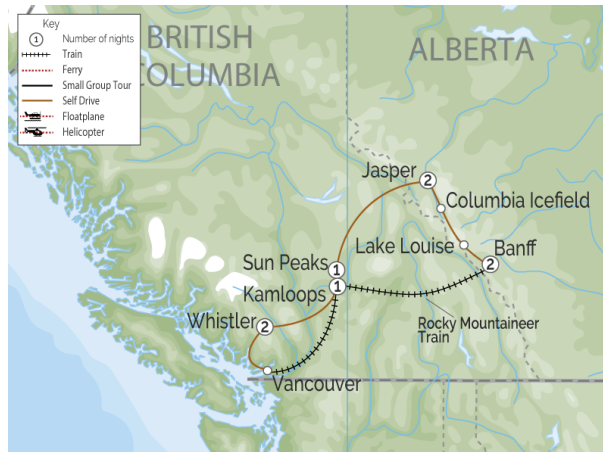 Key
1 Number of nights
Train
Ferry
Small Group Tour
Self Drive
Floatplane
Helicopter
BRITISH
COLUMBIA
ALBERTA
Jasper 2
Columbia Icefield
Lake Louise
Banff
2
Sun Peaks 1
Kamloops 1
Whistler 2
Rocky Mountaineer
Train
Vancouver